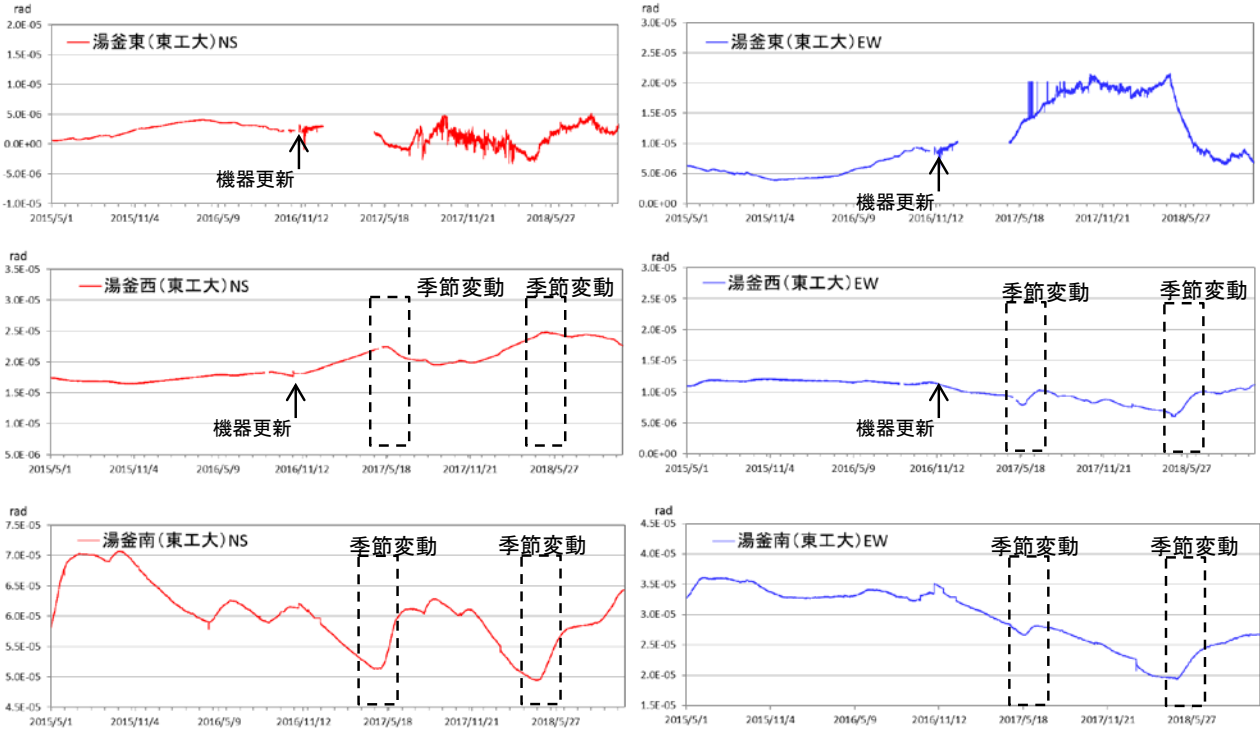 rad
2.0E-05
湯釜東(東工大)NS
1.5E-05
1.0E-05
5.0E-06
0.0E+00
-5.0E-06
機器更新
-1.0E-05
2015/5/1
2015/11/4
2016/5/9
2016/11/12
2017/5/18
2017/11/21
2018/5/27
rad
3.0E-05
湯釜東(東工大)EW
2.5E-05
2.0E-05
1.5E-05
1.0E-05
5.0E-06
機器更新
0.0E+00
2015/5/1
2015/11/4
2016/5/9
2016/11/12
2017/5/18
2017/11/21
2018/5/27
rad
3.5E-05
湯釜西(東工大)NS
季節変動
季節変動
3.0E-05
2.5E-05
2.0E-05
1.5E-05
機器更新
1.0E-05
5.0E-06
2015/5/1
2015/11/4
2016/5/9
2016/11/12
2017/5/18
2017/11/21
2018/5/27
rad
3.0E-05
湯釜西(東工大)EW
季節変動
季節変動
2.5E-05
2.0E-05
1.5E-05
1.0E-05
機器更新
5.0E-06
0.0E+00
2015/5/1
2015/11/4
2016/5/9
2016/11/12
2017/5/18
2017/11/21
2018/5/27
rad
7.5E-05
湯釜南(東工大)NS
季節変動
季節変動
7.0E-05
6.5E-05
6.0E-05
5.5E-05
5.0E-05
4.5E-05
2015/5/1
2015/11/4
2016/5/9
2016/11/12
2017/5/18
2017/11/21
2018/5/27
rad
4.5E-05
湯釜南(東工大)EW
季節変動
季節変動
4.0E-05
3.5E-05
3.0E-05
2.5E-05
2.0E-05
1.5E-05
2015/5/1
2015/11/4
2016/5/9
2016/11/12
2017/5/18
2017/11/21
2018/5/27